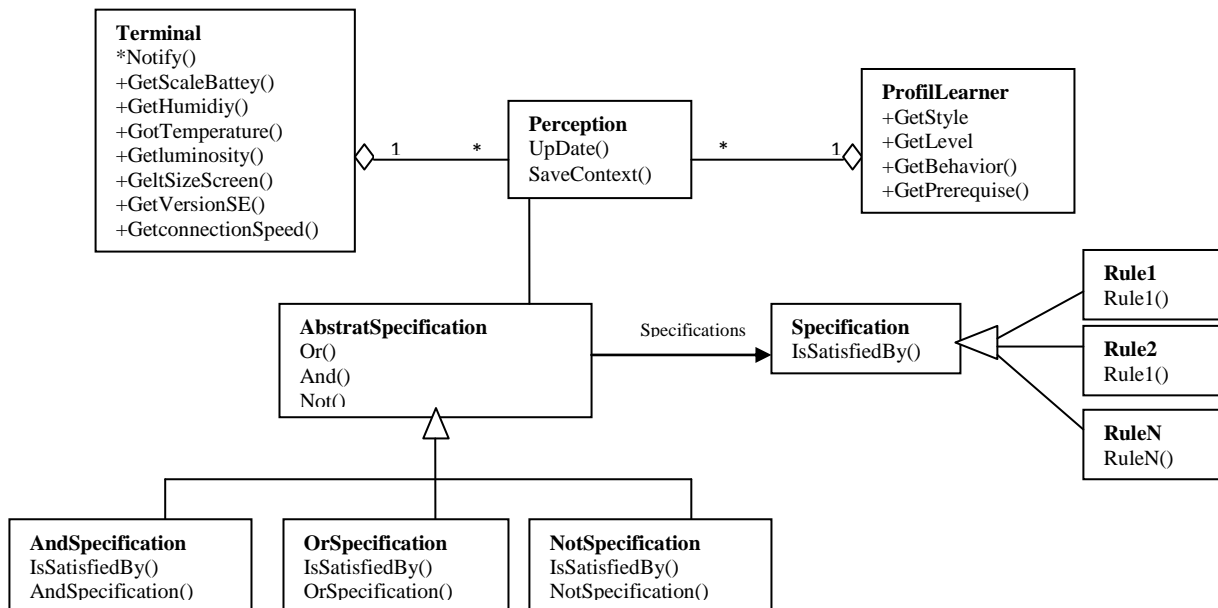 Terminal
*Notify()
+GetScaleBattey()
+GetHumidiy()
+GotTemperature()
+Getluminosity()
+GeltSizeScreen()
+GetVersionSE()
+GetconnectionSpeed()
1
*
Perception
UpDate()
SaveContext()
*
1
ProfilLearner
+GetStyle
+GetLevel
+GetBehavior()
+GetPrerequise()
AbstratSpecification
Or()
And()
Not()
Specifications
Specification
IsSatisfiedBy()
Rule1
Rule1()
Rule2
Rule1()
RuleN
RuleN()
AndSpecification
IsSatisfiedBy()
AndSpecification()
OrSpecification
IsSatisfiedBy()
OrSpecification()
NotSpecification
IsSatisfiedBy()
NotSpecification()